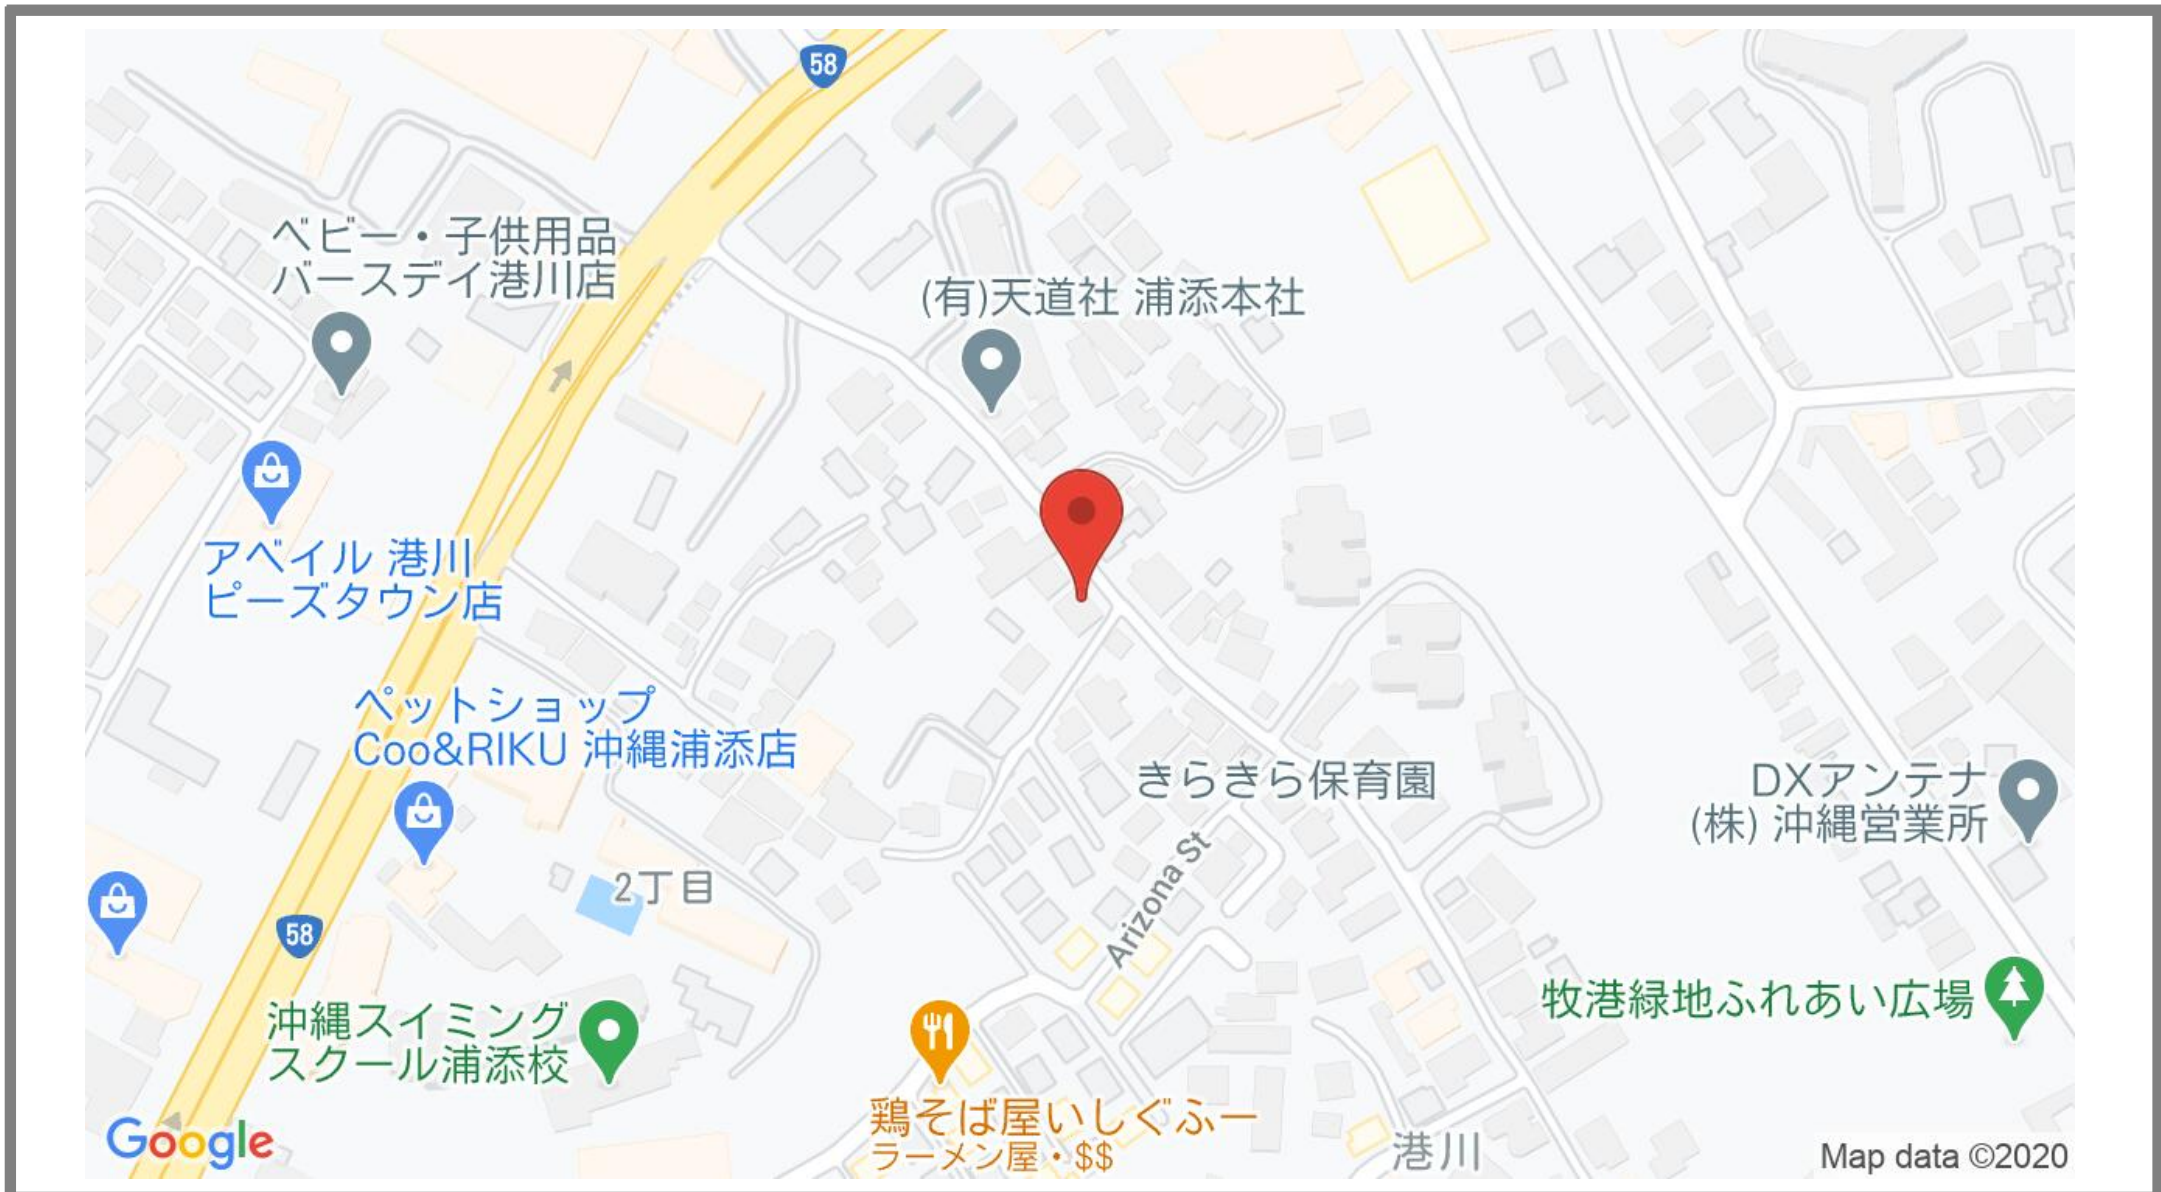 58
ベビー・子供用品
バースデイ港川店
(有)天道社 浦添本社
アベイル 港川
ピーズタウン店
ペットショップ
Coo&RIKU 沖縄浦添店
きらきら保育園
DXアンテナ
(株) 沖縄営業所
Arizona St
2丁目
58
牧港緑地ふれあい広場
沖縄スイミング
スクール浦添校
鶏そば屋いしぐふー
ラーメン屋・$$
港川
Google
Map data ©2020